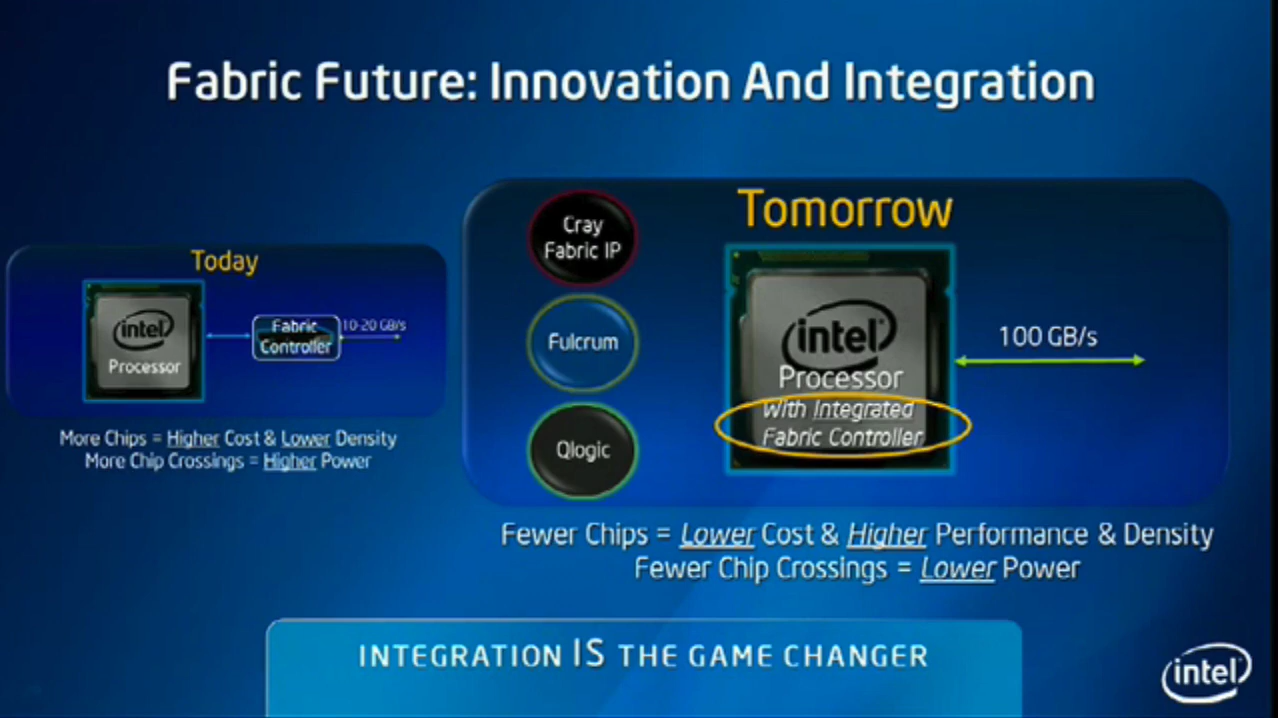 Fabric Future: Innovation And Integration
Today
intel
Processor
Fabric
Controller
10-20 GB/s
More Chips = Higher Cost & Lower Density
More Chip Crossings = Higher Power
Tomorrow
Cray
Fabric IP
Fulcrum
Qlogic
intel
Processor
With Integrated
Fabric Controller
100 GB/s
Fewer Chips = Lower Cost & Higher Performance & Density
Fewer Chip Crossings = Lower Power
INTEGRATION IS THE GAME CHANGER
intel